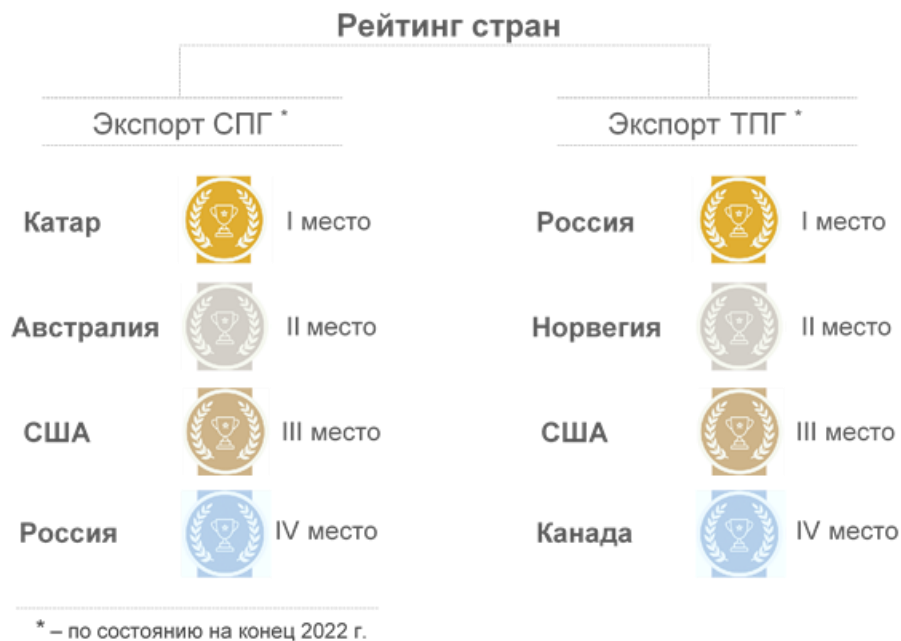 Рейтинг стран
Экспорт СПГ *
Экспорт ТПГ *
Катар I место
Россия I место
Австралия II место
Норвегия II место
США III место
США III место
Россия IV место
Канада IV место
* – по состоянию на конец 2022 г.